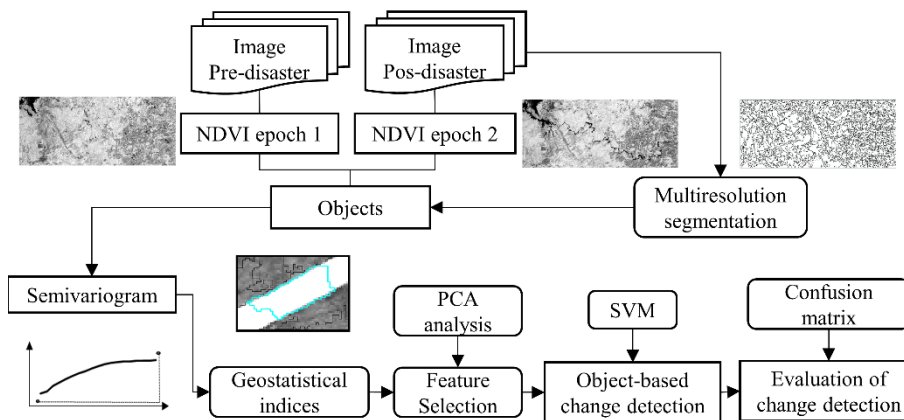 Image
Pre-disaster
Image
Pos-disaster
NDVI epoch 1
NDVI epoch 2
Objects
Multiresolution
segmentation
Semivariogram
PCA
analysis
SVM
Confusion
matrix
Geostatistical
indices
Feature
Selection
Object-based
change detection
Evaluation of
change detection